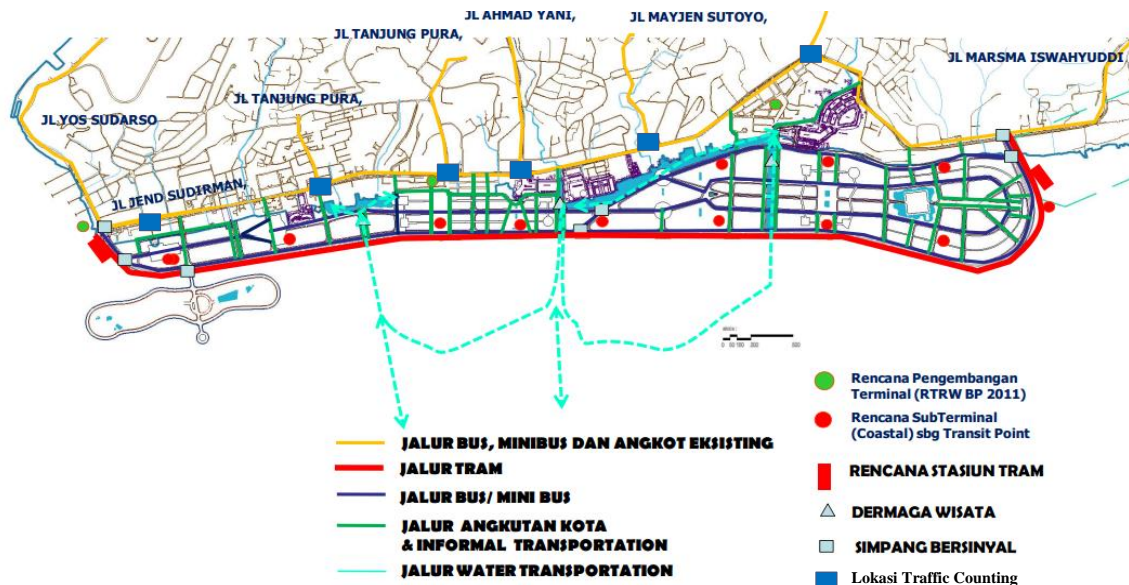 JL AHMAD YANI,
JL MAYJEN SUTOYO,
JL TANJUNG PURA,
JL MARSMA ISWAHYUDDI
JL TANJUNG PURA,
JL YOS SUDARSO
JL JEND SUDIRMAN,
JALUR BUS, MINIBUS DAN ANGKOT EKSISTING
JALUR TRAM
JALUR BUS/ MINI BUS
JALUR ANGKUTAN KOTA
& INFORMAL TRANSPORTATION
JALUR WATER TRANSPORTATION
Rencana Pengembangan
Terminal (RTRW BP 2011)
Rencana SubTerminal
(Coastal) sbg Transit Point
RENCANA STASIUN TRAM
DERMAGA WISATA
SIMPANG BERSINYAL
Lokasi Traffic Counting